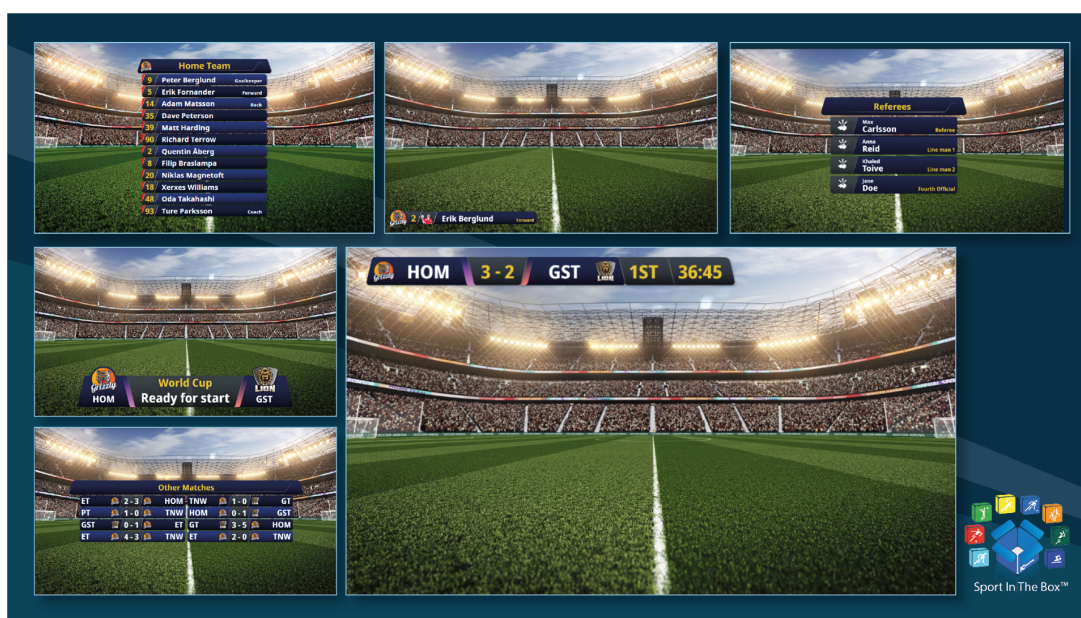 Home Team
9 Peter Berglund Goalkeeper
5 Erik Fornander Forward
14 Adam Matsson Back
35 Dave Peterson
39 Matt Harding
90 Richard Terrow
2 Quentin Åberg
8 Filip Braslampa
20 Niklas Magnetoft
18 Xerxes Williams
48 Oda Takahashi
93 Ture Parksson Coach
Grizzly 2 Erik Berglund Forward
Referees
Max
Carlsson Referee
Anna
Reid Line man 1
Khaled
Toive Line man 2
Jane
Doe Fourth Official
Grizzly World Cup LION
HOM Ready for start GST
Grizzly HOM 3 - 2 GST LION 1ST 36:45
Other Matches
ET 2 - 3 HOM TNW 1 - 0 GT
PT 1 - 0 TNW HOM 0 - 1 GST
GST 0 - 1 ET GT 3 - 5 HOM
ET 4 - 3 TNW ET 2 - 0 TNW
Sport In The Box™